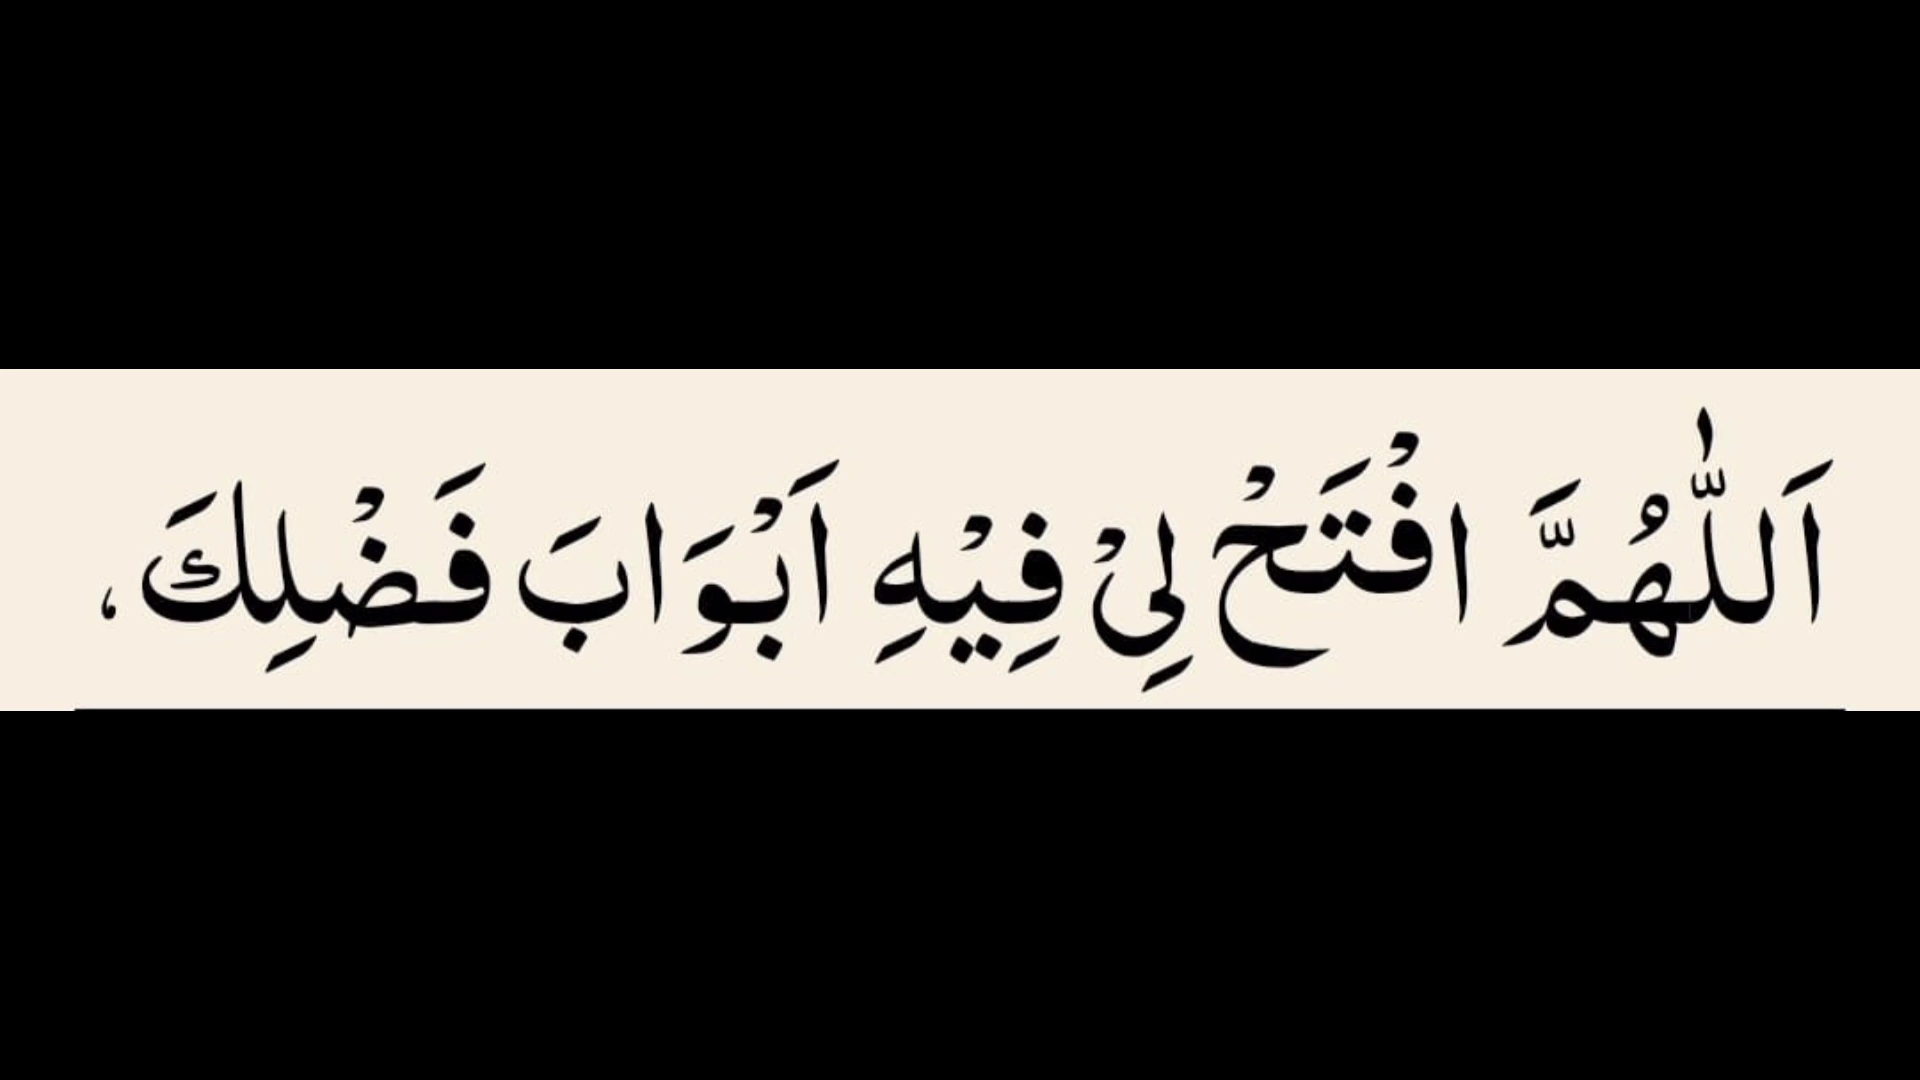 اَللّٰهُمَّ افْتَحْ لِيْ فِيْهِ اَبْوَابَ فَضْلِكَ،